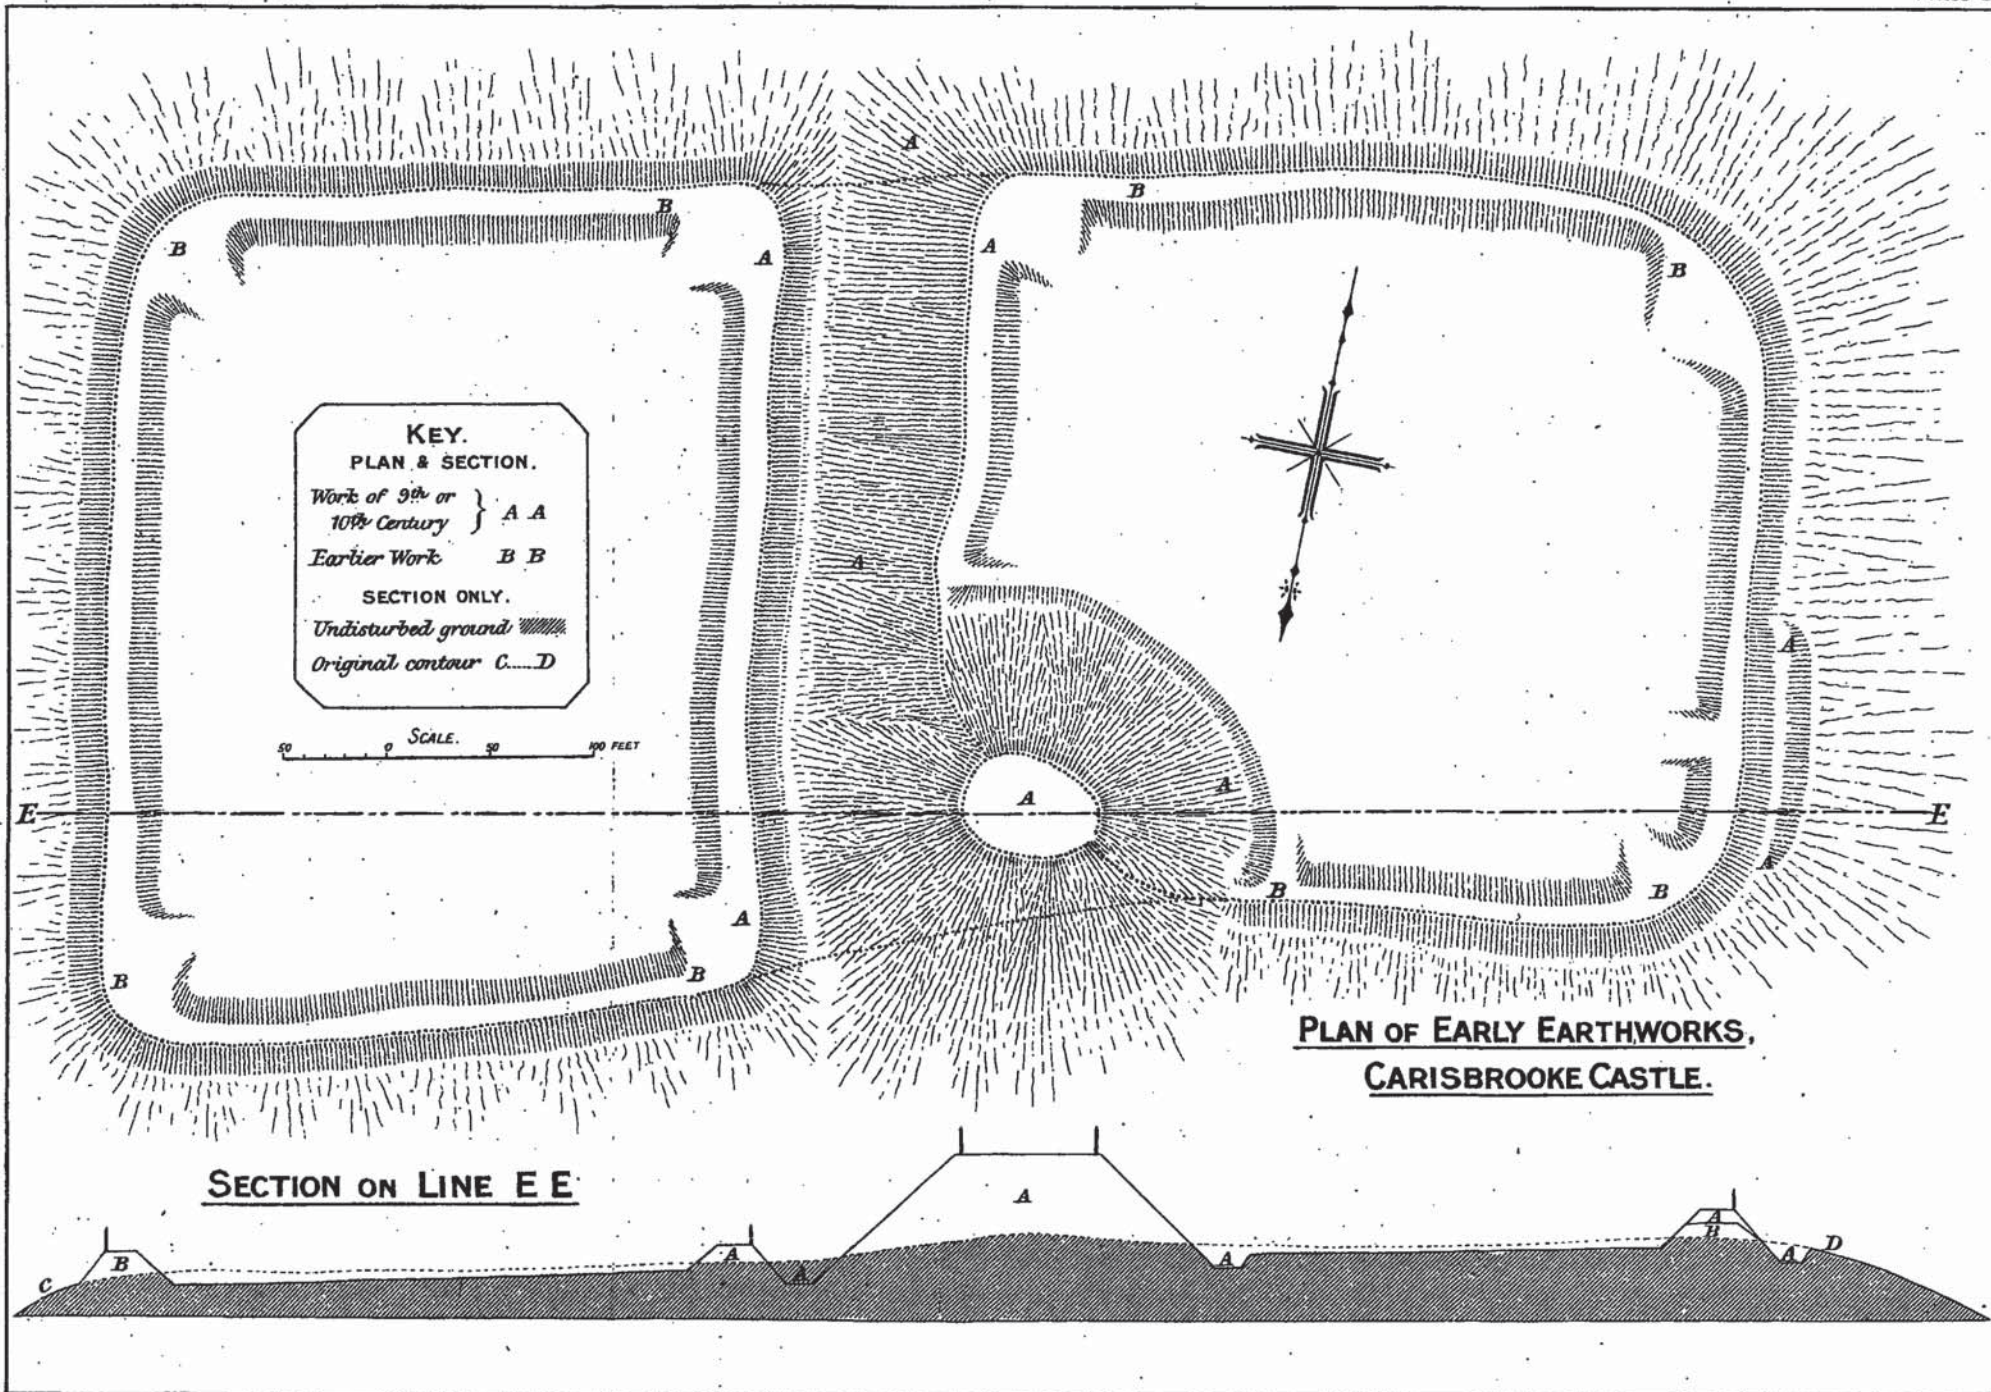 A
B
B
A
B
A
B
B
KEY.
PLAN & SECTION.
Work of 9th or
10th Century } A A
Earlier Work B B
SECTION ONLY.
Undisturbed ground
Original contour C......D
A
A
SCALE.
50 0 50 100 FEET
E
A
A
E
A
B
B
A
B
B
PLAN OF EARLY EARTHWORKS,
CARISBROOKE CASTLE.
SECTION ON LINE E E
A
C
B
A
A
A
A
B
A
D